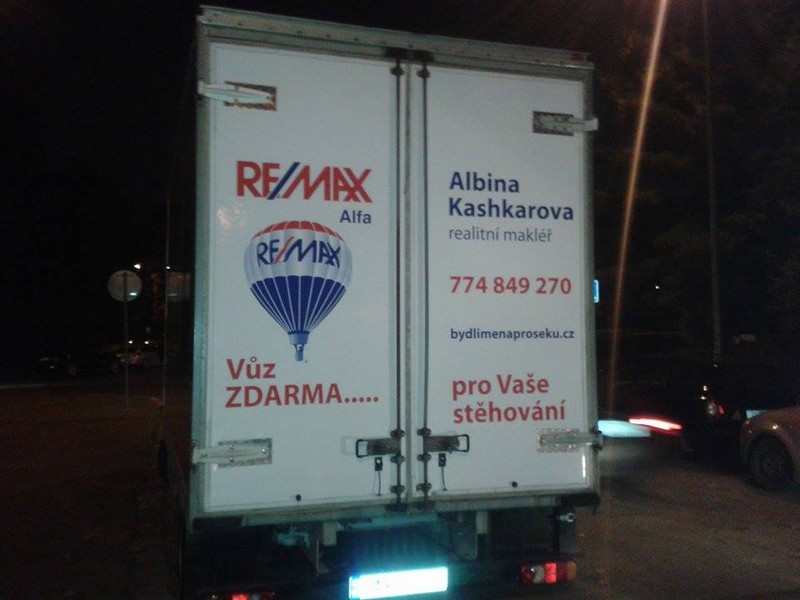 RE/MAX
Alfa
RE/MAX
Vůz
ZDARMA.....
Albina
Kashkarova
realitní makléř
774 849 270
bydlimenaproseku.cz
pro Vaše
stěhování